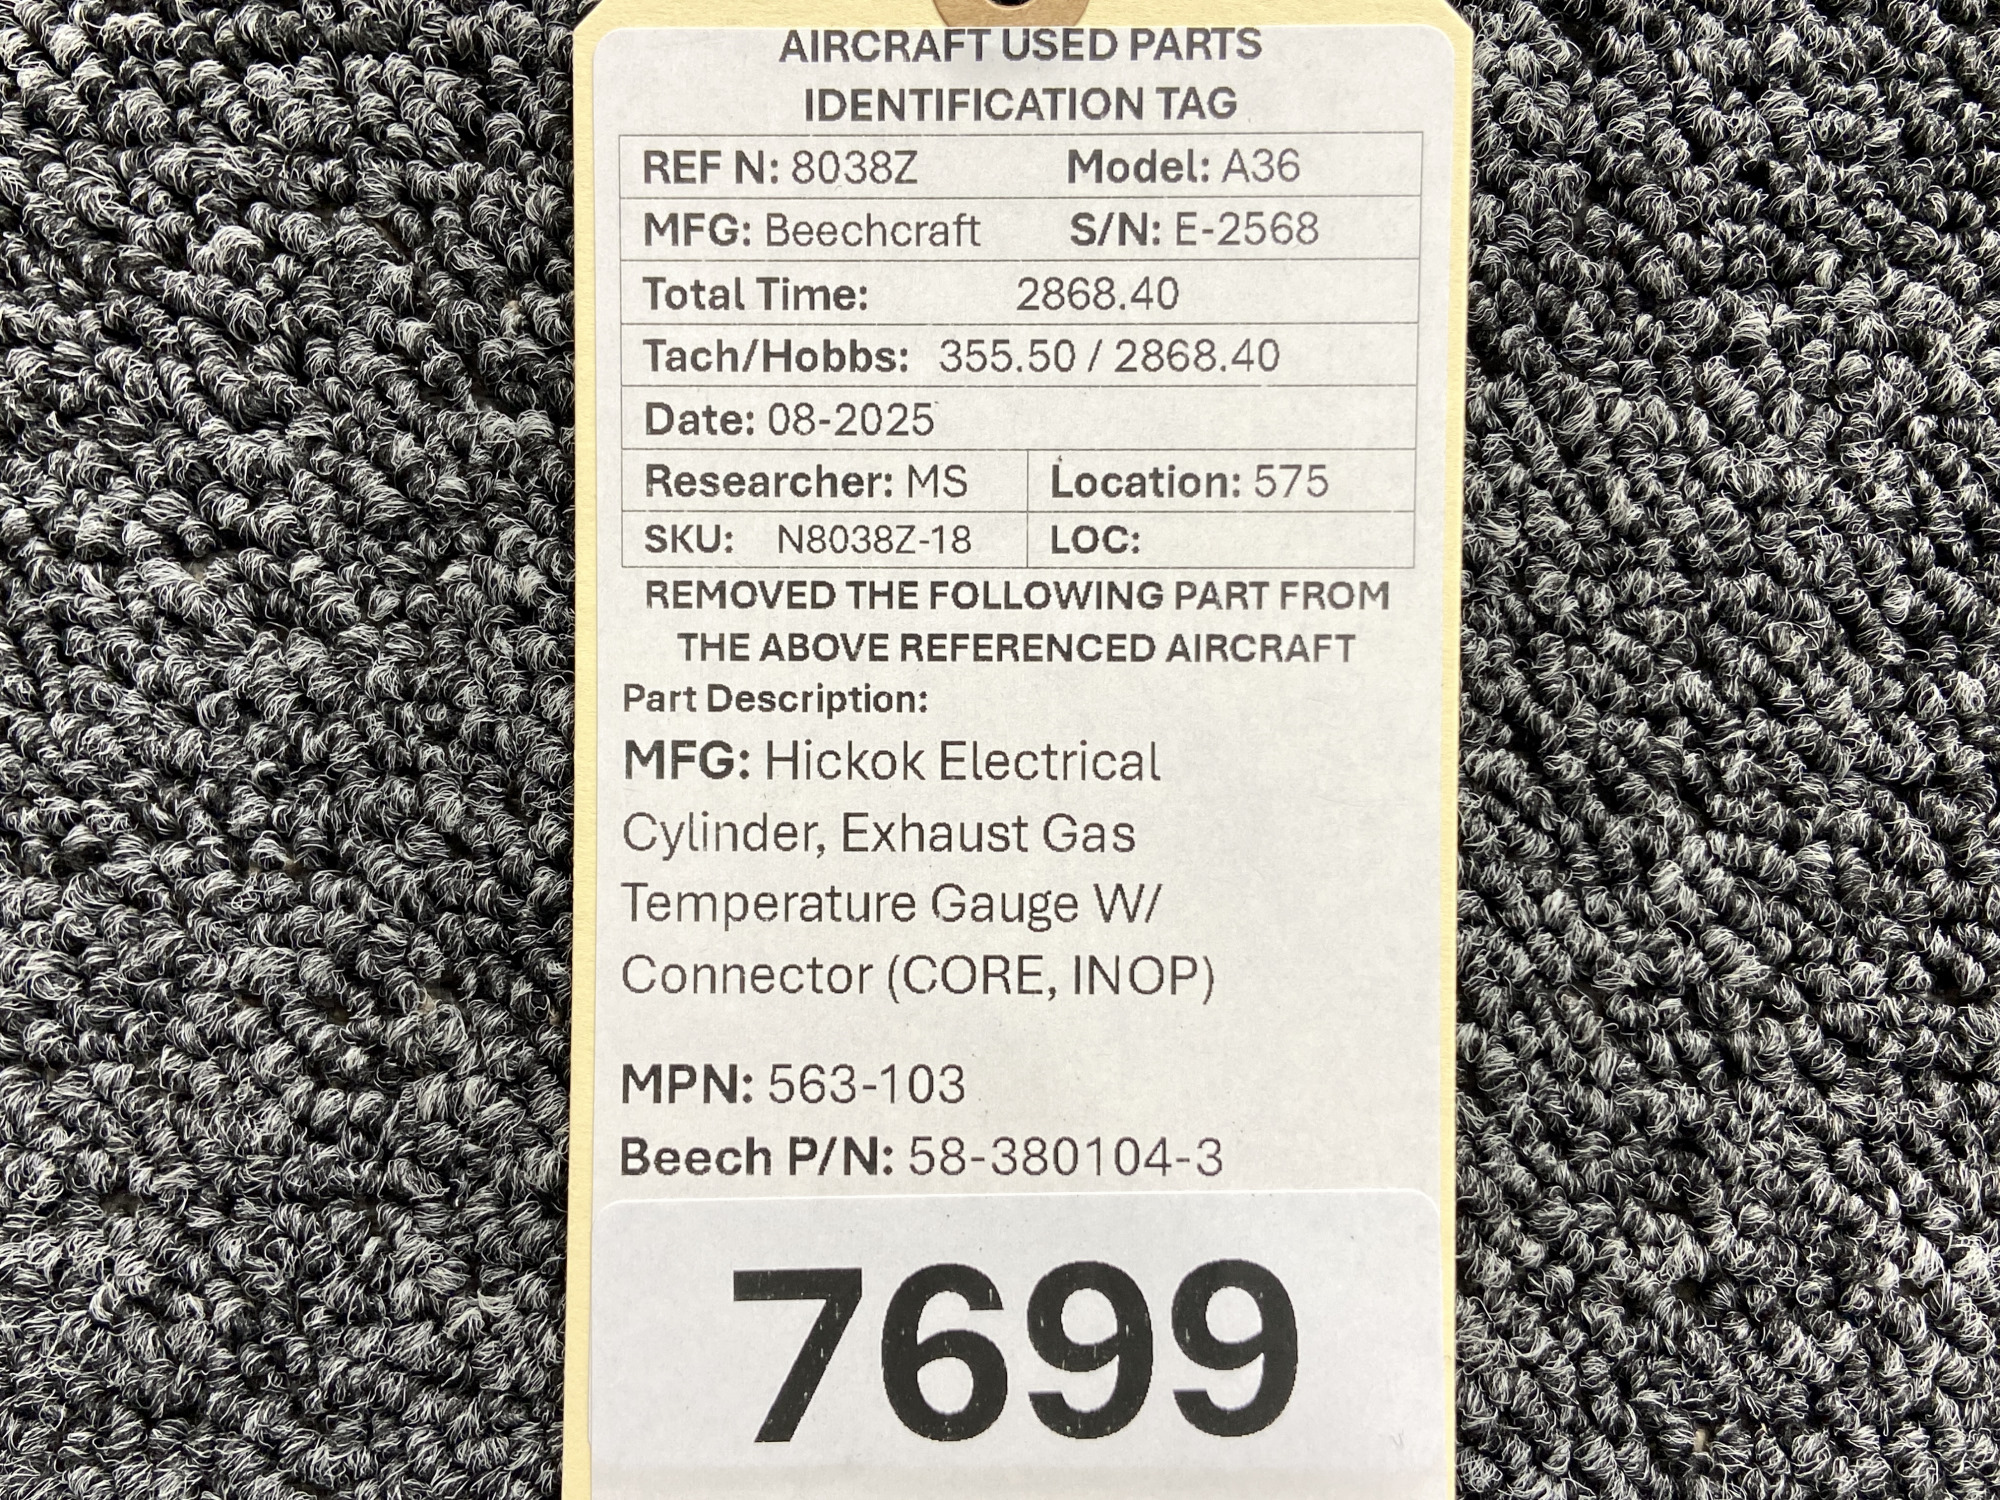 AIRCRAFT USED PARTS
IDENTIFICATION TAG
REF N: 8038Z Model: A36
MFG: Beechcraft S/N: E-2568
Total Time: 2868.40
Tach/Hobbs: 355.50 / 2868.40
Date: 08-2025
Researcher: MS Location: 575
SKU: N8038Z-18 LOC:
REMOVED THE FOLLOWING PART FROM
THE ABOVE REFERENCED AIRCRAFT
Part Description:
MFG: Hickok Electrical
Cylinder, Exhaust Gas
Temperature Gauge W/
Connector (CORE, INOP)
MPN: 563-103
Beech P/N: 58-380104-3
7699